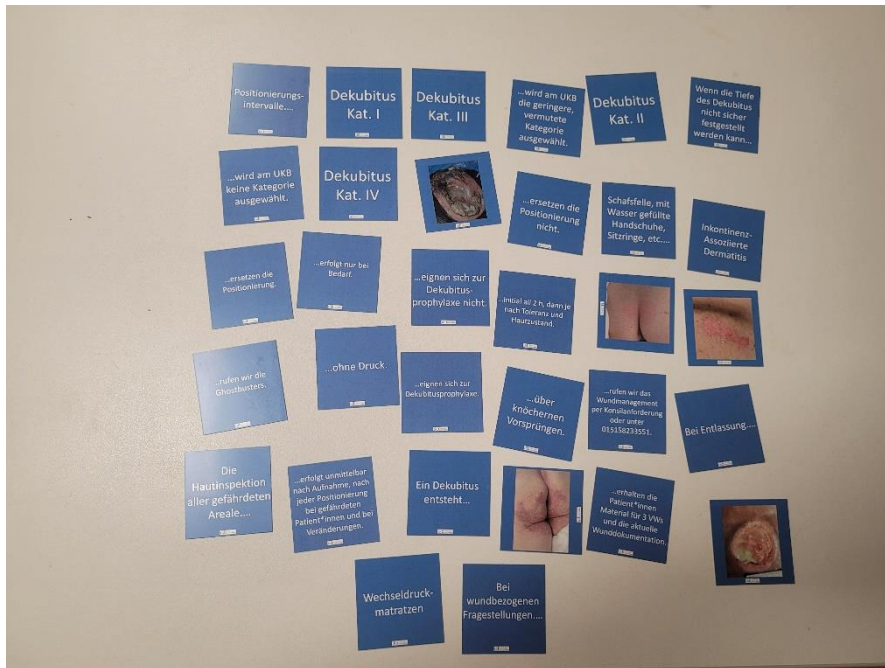 Positionierungs-
intervalle....
Dekubitus
Kat. I
Dekubitus
Kat. III
...wird am UKB
die geringere,
vermutete
Kategorie
ausgewählt.
Dekubitus
Kat. II
Wenn die Tiefe
des Dekubitus
nicht sicher
festgestellt
werden kann...
...wird am UKB
keine Kategorie
ausgewählt.
Dekubitus
Kat. IV
...ersetzen die
Positionierung
nicht.
Schafsfelle, mit
Wasser gefüllte
Handschuhe,
Sitzringe, etc....
Inkontinenz-
Assoziierte
Dermatitis
...ersetzen die
Positionierung.
...erfolgt nur bei
Bedarf.
...eignen sich zur
Dekubitus-
prophylaxe nicht.
...initial all 2 h, dann je
nach Toleranz und
Hautzustand.
...rufen wir die
Ghostbusters.
...ohne Druck.
...eignen sich zur
Dekubitusprophylaxe.
...über
knöchernen
Vorsprüngen.
...rufen wir das
Wundmanagement
per Konsilanforderung
oder unter
015158233551.
Bei Entlassung....
Die
Hautinspektion
aller gefährdeten
Areale....
...erfolgt unmittelbar
nach Aufnahme, nach
jeder Positionierung
bei gefährdeten
Patient*innen und bei
Veränderungen.
Ein Dekubitus
entsteht...
...erhalten die
Patient*innen
Material für 3 VWs
und die aktuelle
Wunddokumentation.
Wechseldruck-
matratzen
Bei
wundbezogenen
Fragestellungen....